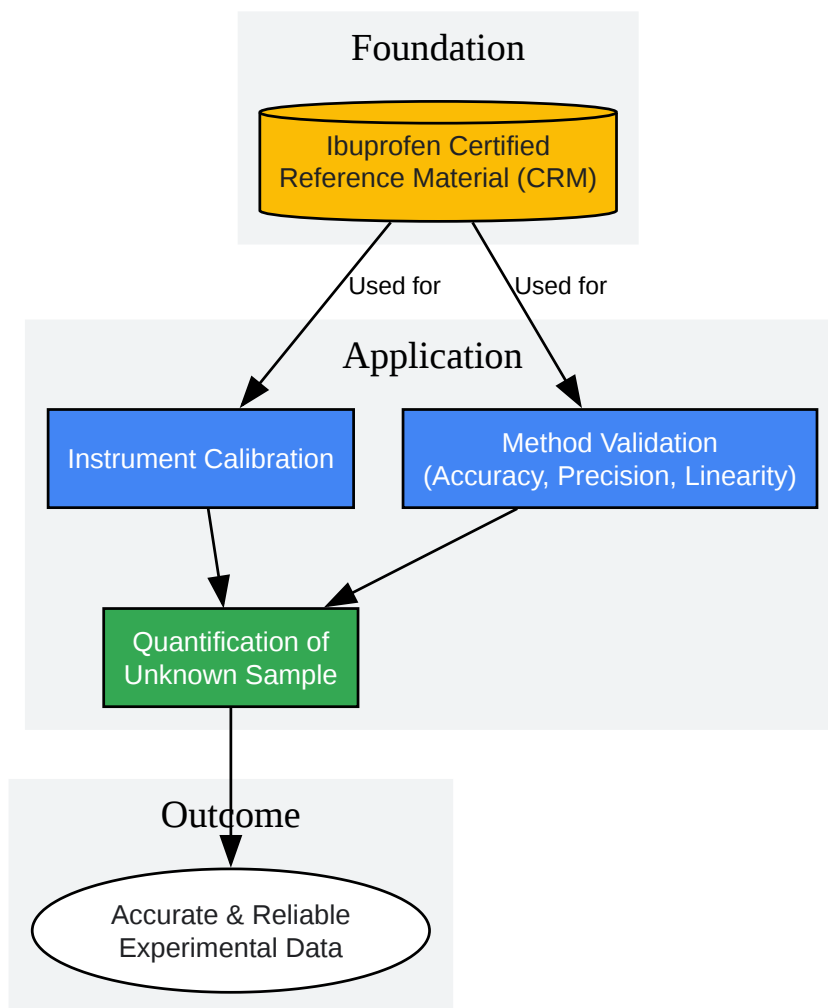 Foundation
Ibuprofen Certified
Reference Material (CRM)
Used for
Used for
Application
Instrument Calibration
Method Validation
(Accuracy, Precision, Linearity)
Quantification of
Unknown Sample
Outcome
Accurate & Reliable
Experimental Data